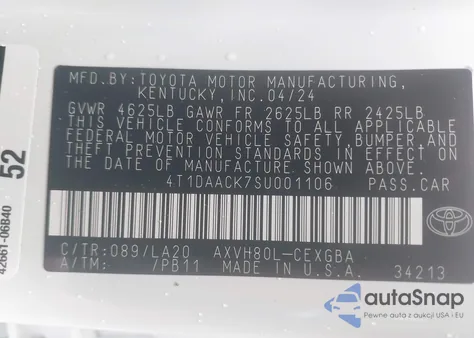 MFD.BY:TOYOTA MOTOR MANUFACTURING,
KENTUCKY,INC.04/24
GVWR 4625LB GAWR FR 2625LB RR 2425LB
THIS VEHICLE CONFORMS TO ALL APPLICABLE
FEDERAL MOTOR VEHICLE SAFETY,BUMPER,AND
THEFT PREVENTION STANDARDS IN EFFECT ON
THE DATE OF MANUFACTURE SHOWN ABOVE.
4T1DAACK7SU001106 PASS.CAR
TOYOTA
C/TR:089/LA20 AXVH80L-CEXGBA
A/TM: /PB11 MADE IN U.S.A. 34213
52
42661-06B40
autoSnap
Pewne auta z aukcji USA i EU